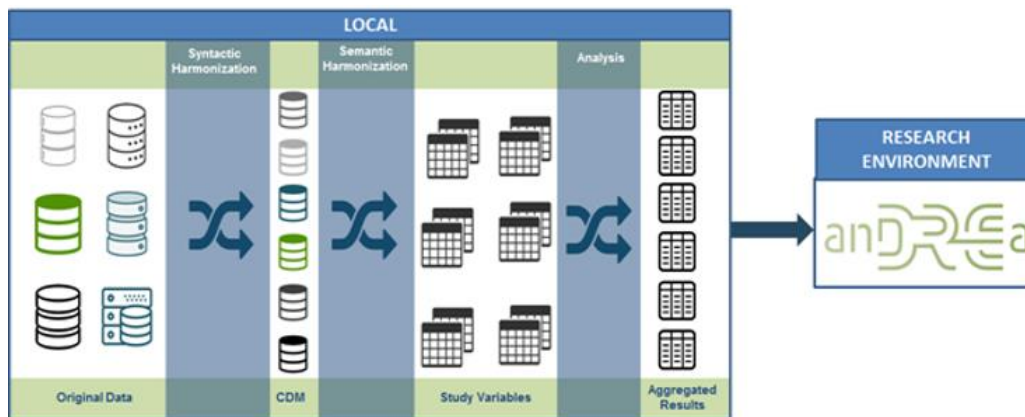 LOCAL
Syntactic
Harmonization
Semantic
Harmonization
Analysis
RESEARCH
ENVIRONMENT
anDREa
Original Data
CDM
Study Variables
Aggregated
Results